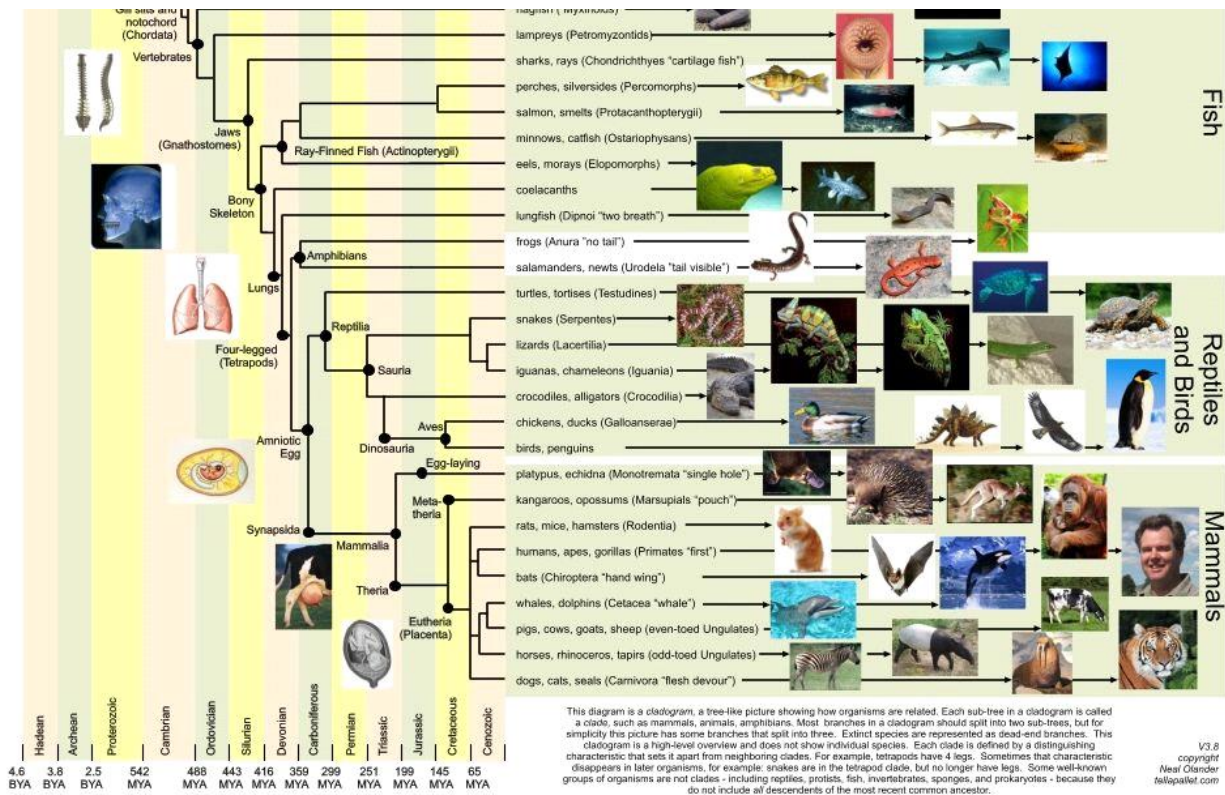 Gill slits and
notochord
(Chordata)
Vertebrates
Jaws
(Gnathostomes)
Ray-Finned Fish (Actinopterygii)
Bony
Skeleton
Lungs
Amphibians
Four-legged
(Tetrapods)
Reptilia
Sauria
Amniotic
Egg
Dinosauria
Aves
Egg-laying
Meta-
theria
Synapsida
Mammalia
Theria
Eutheria
(Placenta)
hagfish (Myxinoids)
lampreys (Petromyzontids)
sharks, rays (Chondrichthyes "cartilage fish")
perches, silversides (Percomorphs)
salmon, smelts (Protacanthopterygii)
minnows, catfish (Ostariophysans)
eels, morays (Elopomorphs)
coelacanths
lungfish (Dipnoi "two breath")
frogs (Anura "no tail")
salamanders, newts (Urodela "tail visible")
turtles, tortises (Testudines)
snakes (Serpentes)
lizards (Lacertilia)
iguanas, chameleons (Iguania)
crocodiles, alligators (Crocodilia)
chickens, ducks (Galloanserae)
birds, penguins
platypus, echidna (Monotremata "single hole")
kangaroos, opossums (Marsupials "pouch")
rats, mice, hamsters (Rodentia)
humans, apes, gorillas (Primates "first")
bats (Chiroptera "hand wing")
whales, dolphins (Cetacea "whale")
pigs, cows, goats, sheep (even-toed Ungulates)
horses, rhinoceros, tapirs (odd-toed Ungulates)
dogs, cats, seals (Carnivora "flesh devour")
Fish
Reptiles
and Birds
Mammals
Hadean
Archean
Proterozoic
Cambrian
Ordovician
Silurian
Devonian
Carboniferous
Permian
Triassic
Jurassic
Cretaceous
Cenozoic
4.6 3.8 2.5 542 488 443 416 359 299 251 199 145 65
BYA BYA BYA MYA MYA MYA MYA MYA MYA MYA MYA MYA MYA
This diagram is a cladogram, a tree-like picture showing how organisms are related. Each sub-tree in a cladogram is called
a clade, such as mammals, animals, amphibians. Most branches in a cladogram should split into two sub-trees, but for
simplicity this picture has some branches that split into three. Extinct species are represented as dead-end branches. This
cladogram is a high-level overview and does not show individual species. Each clade is defined by a distinguishing
characteristic that sets it apart from neighboring clades. For example, tetrapods have 4 legs. Sometimes that characteristic
disappears in later organisms, for example: snakes are in the tetrapod clade, but no longer have legs. Some well-known
groups of organisms are not clades - including reptiles, protists, fish, invertebrates, sponges, and prokaryotes - because they
do not include all descendents of the most recent common ancestor.
V3.8
copyright
Neal Olander
tellapallet.com